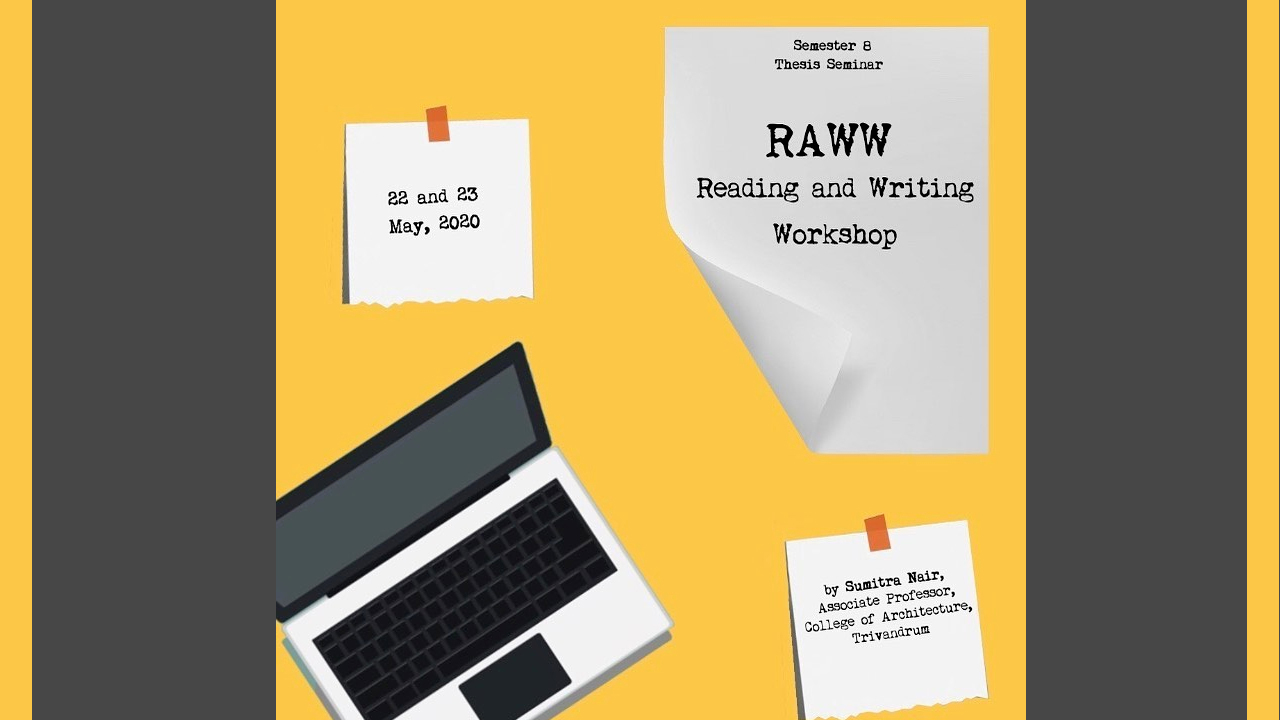 Semester 8
Thesis Seminar
RAWW
Reading and Writing
Workshop
22 and 23
May, 2020
by Sumitra Nair,
Associate Professor,
College of Architecture,
Trivandrum